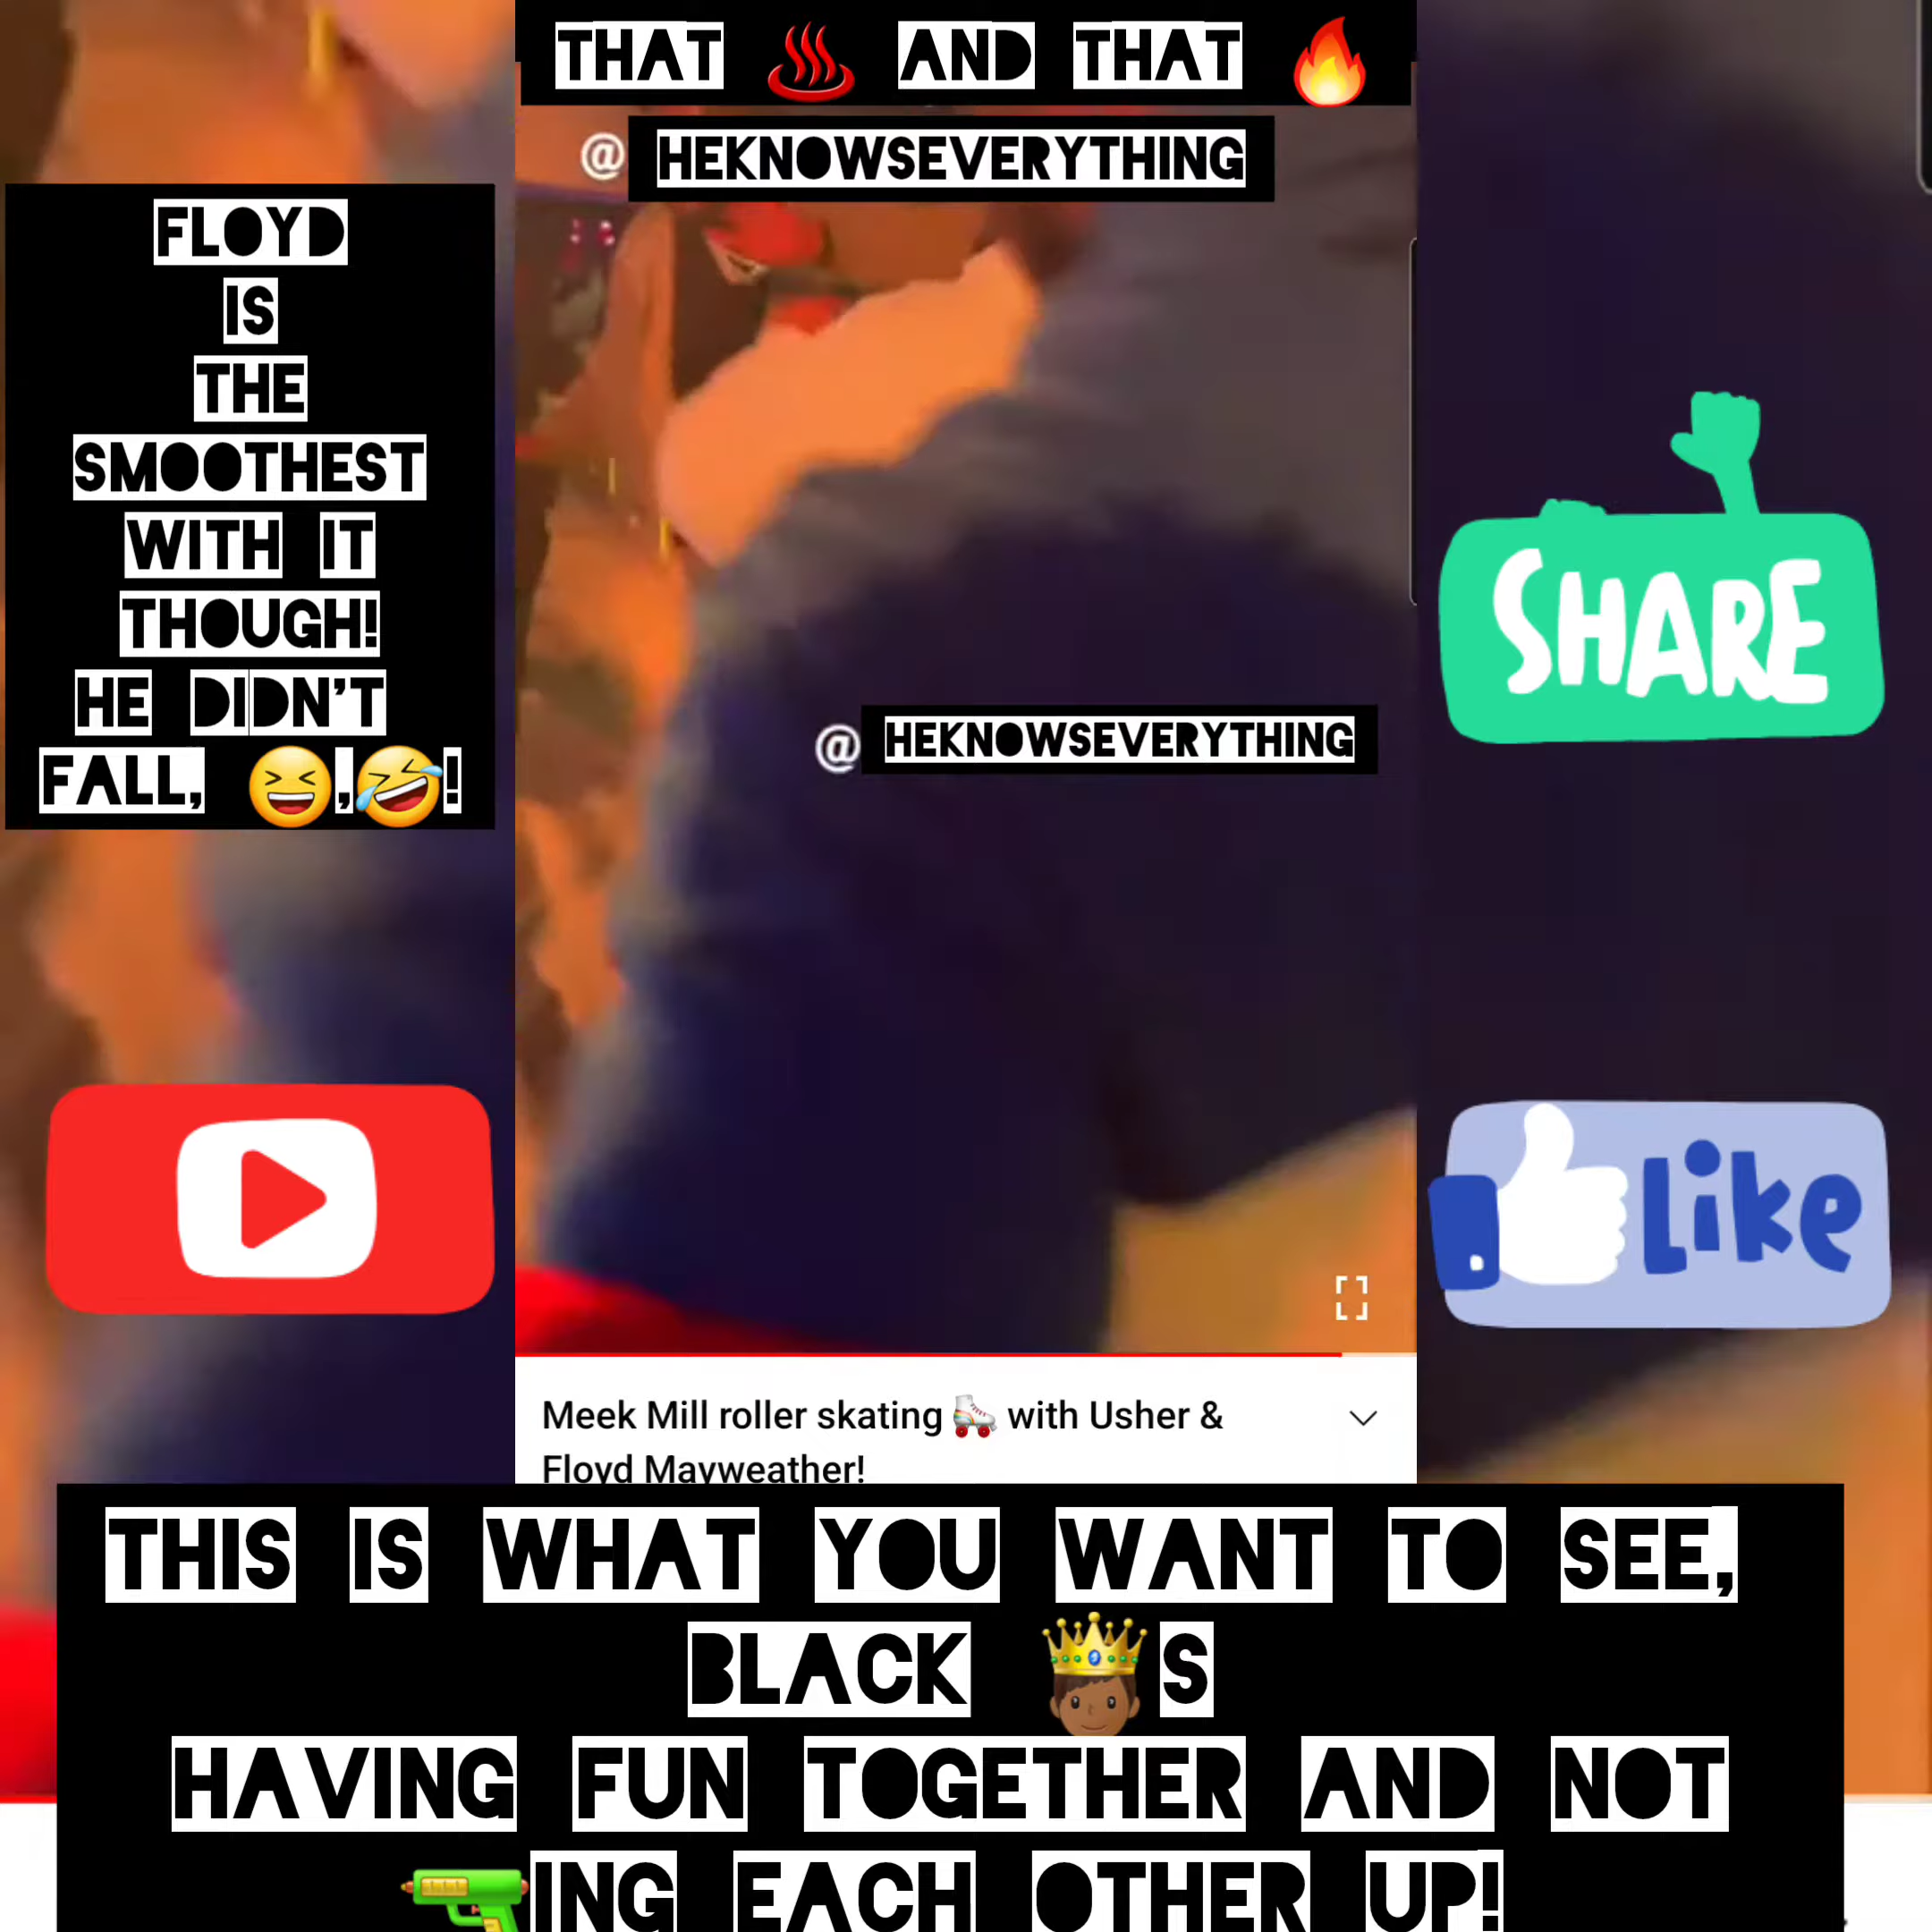 THAT ♨️ AND THAT 🔥
@HEKNOWSEVERYTHING
FLOYD
IS
THE
SMOOTHEST
WITH IT
THOUGH!
HE DIDN'T
FALL, 😆,🤣!
SHARE
@HEKNOWSEVERYTHING
Like
Meek Mill roller skating 🛼 with Usher &
Floyd Mayweather!
THIS IS WHAT YOU WANT TO SEE,
BLACK 🤴🏾S
HAVING FUN TOGETHER AND NOT
🔫ING EACH OTHER UP!